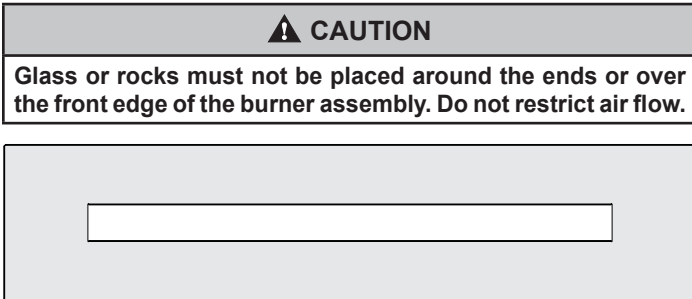 CAUTION
Glass or rocks must not be placed around the ends or over
the front edge of the burner assembly. Do not restrict air flow.